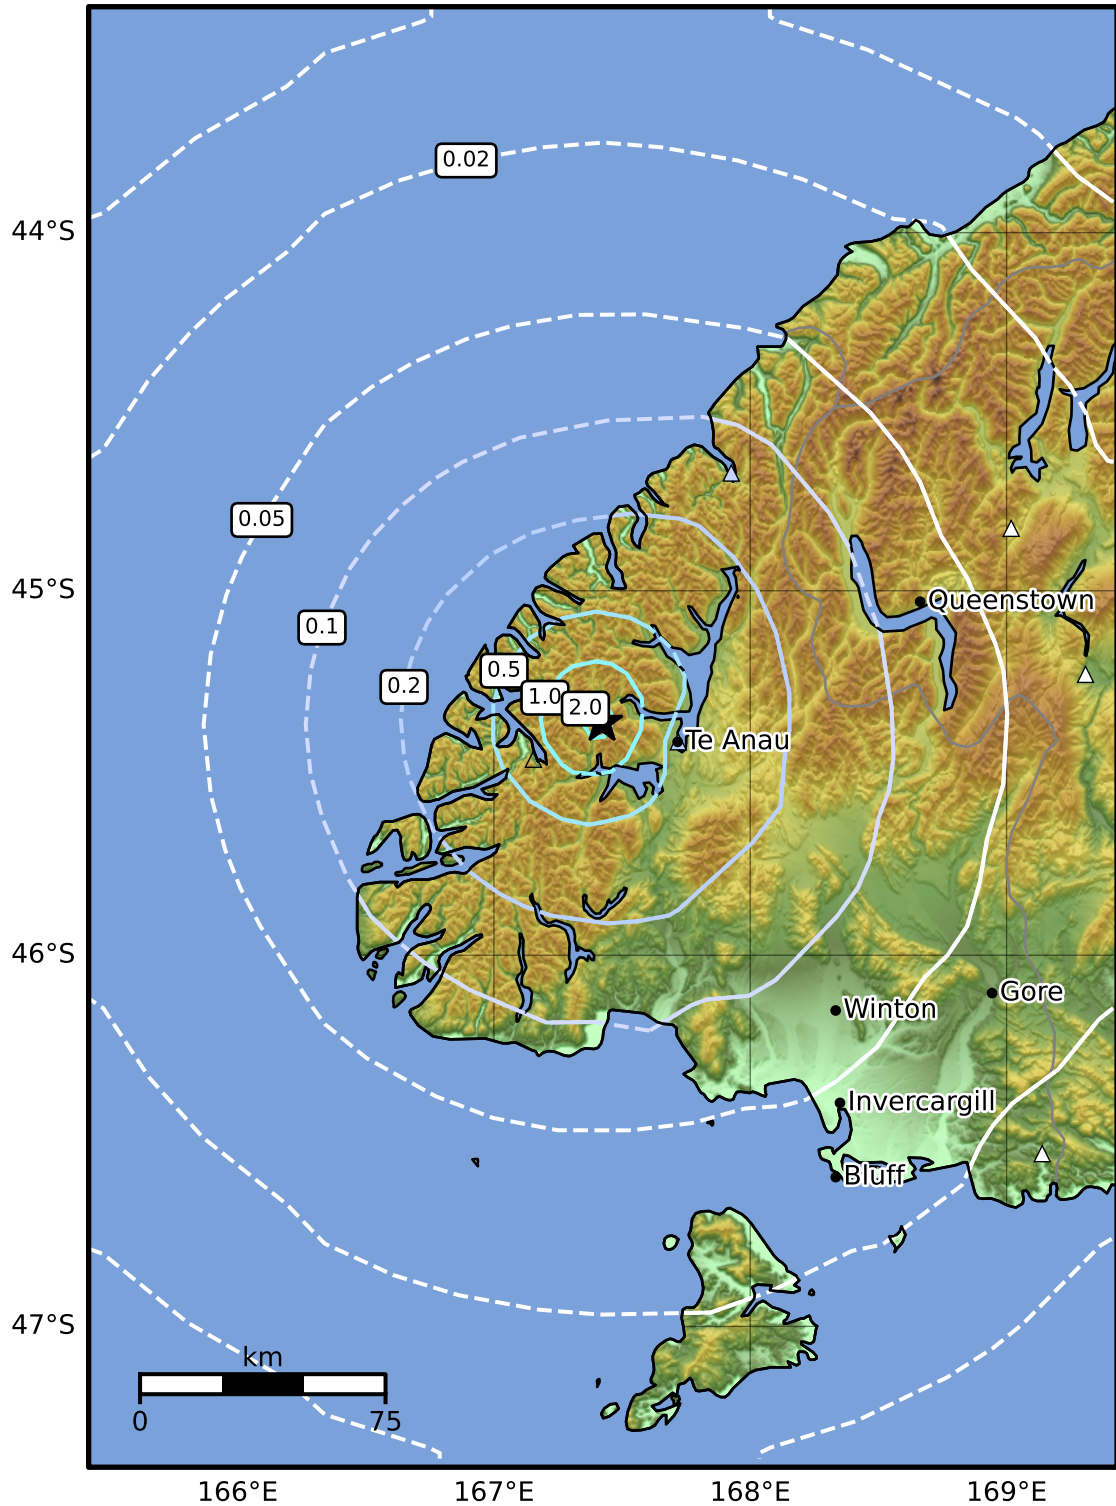 0.02
44°S
0.05
45°S
Queenstown
0.1
0.5
0.2
1.0
2.0
Te Anau
46°S
Gore
Winton
Invercargill
Bluff
47°S
km
0
75
166°E
167°E
168°E
169°E